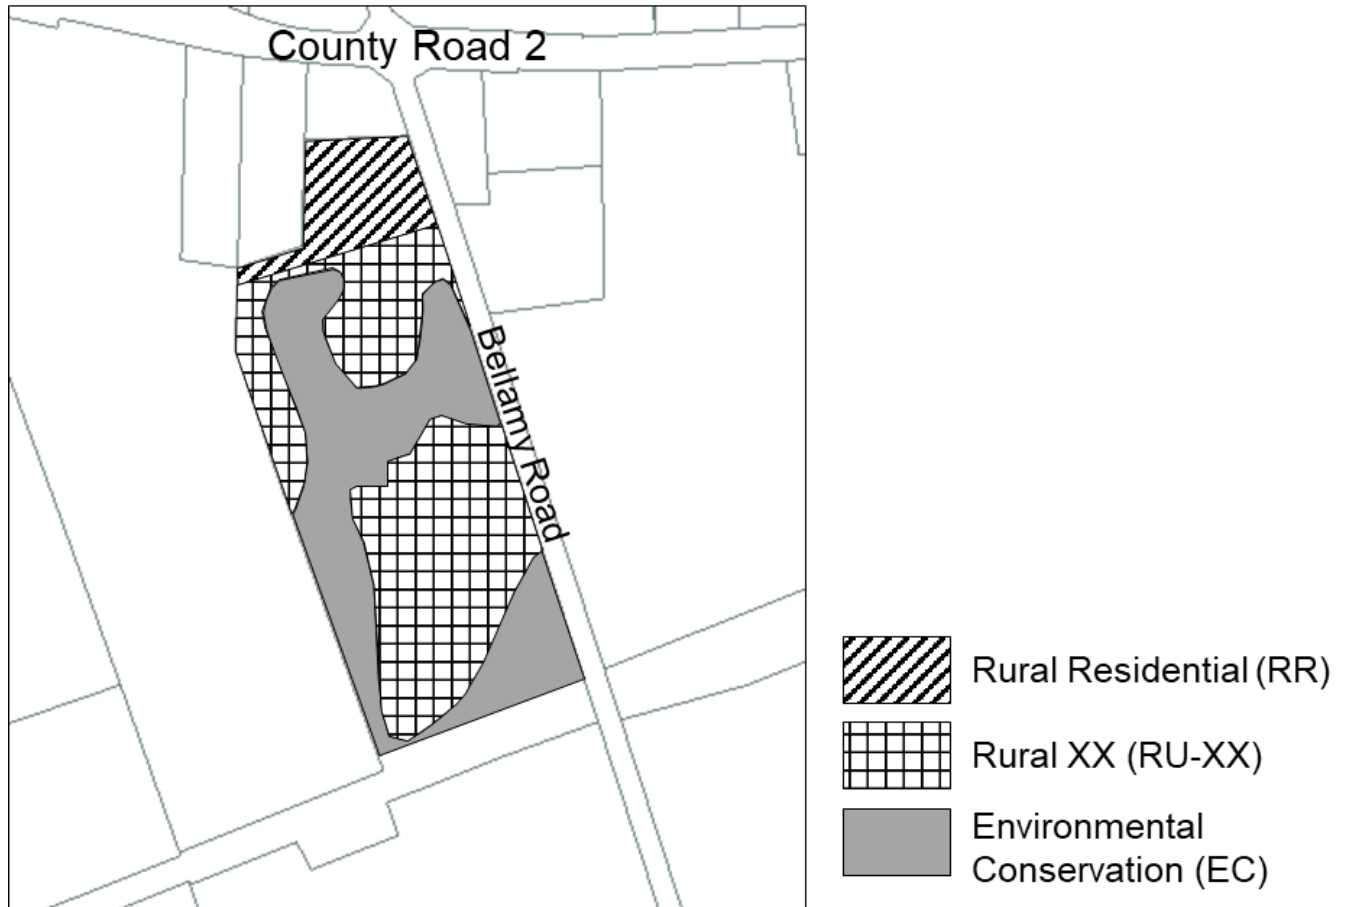 County Road 2
Bellamy Road
Rural Residential (RR)
Rural XX (RU-XX)
Environmental
Conservation (EC)